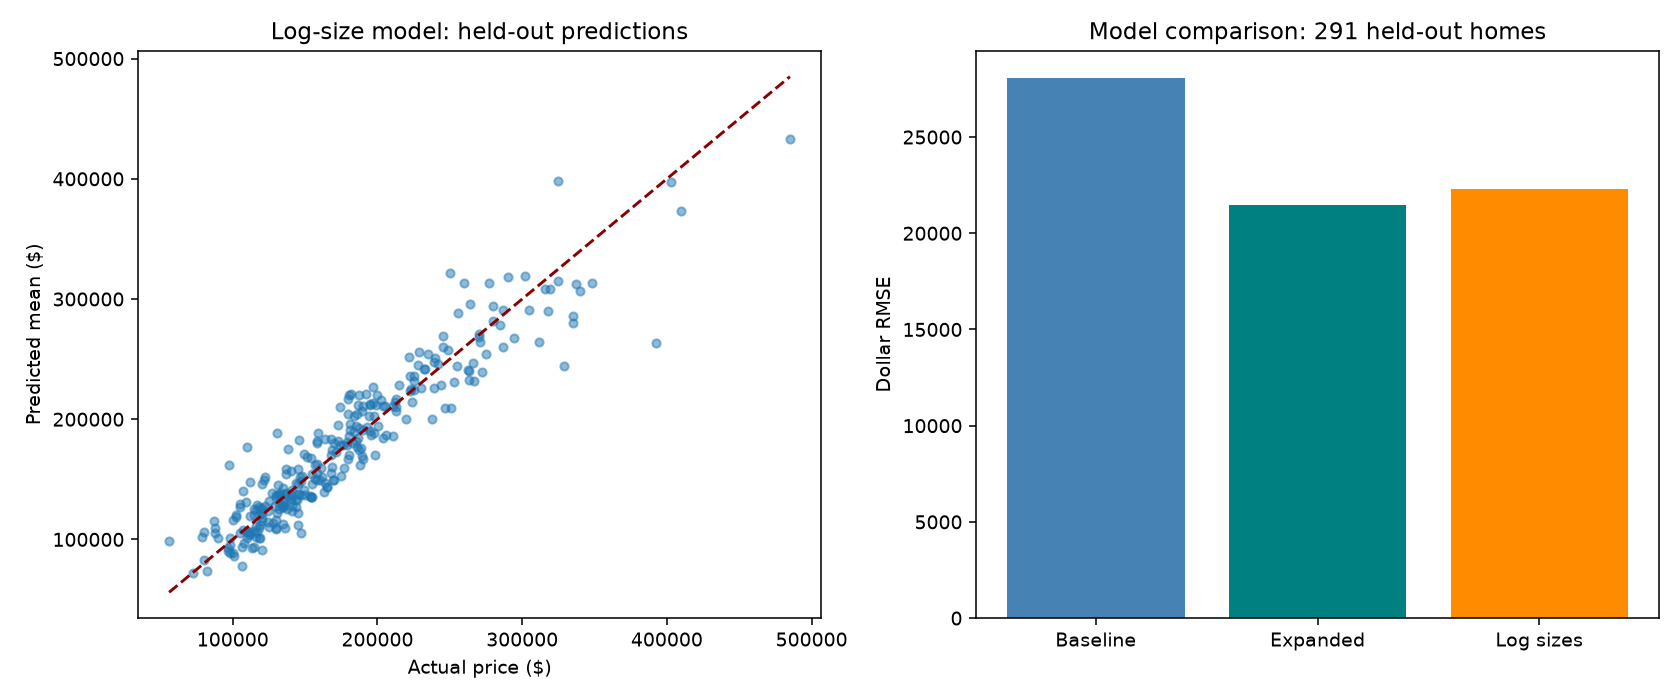 Log-size model: held-out predictions
500000
400000
300000
200000
100000
Predicted mean ($)
100000 200000 300000 400000 500000
Actual price ($)
Model comparison: 291 held-out homes
25000
20000
15000
10000
5000
0
Dollar RMSE
Baseline Expanded Log sizes